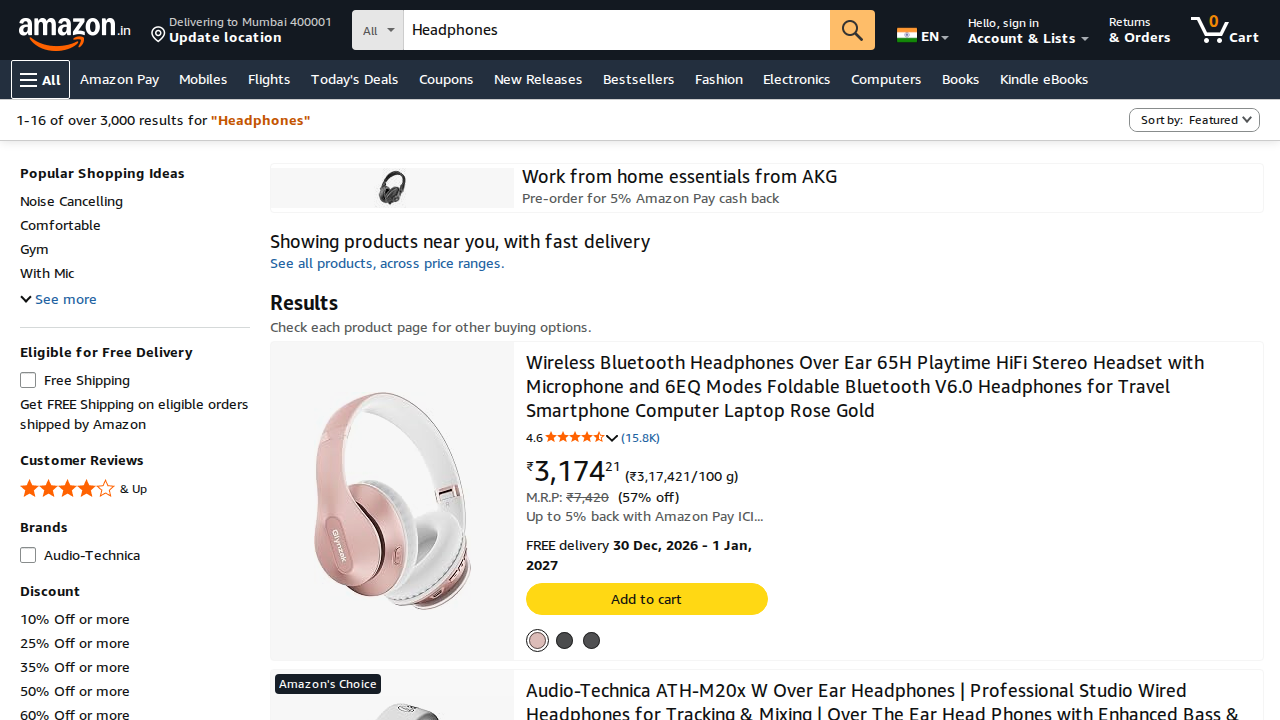 amazon.in
Delivering to Mumbai 400001
Update location
All
Headphones
EN
Hello, sign in
Account & Lists
Returns
& Orders
0
Cart
All
Amazon Pay
Mobiles
Flights
Today's Deals
Coupons
New Releases
Bestsellers
Fashion
Electronics
Computers
Books
Kindle eBooks
1-16 of over 3,000 results for "Headphones"
Sort by: Featured
Popular Shopping Ideas
Noise Cancelling
Comfortable
Gym
With Mic
See more
Eligible for Free Delivery
Free Shipping
Get FREE Shipping on eligible orders
shipped by Amazon
Customer Reviews
& Up
Brands
Audio-Technica
Discount
10% Off or more
25% Off or more
35% Off or more
50% Off or more
60% Off or more
Work from home essentials from AKG
Pre-order for 5% Amazon Pay cash back
Showing products near you, with fast delivery
See all products, across price ranges.
Results
Check each product page for other buying options.
Glynzak
Wireless Bluetooth Headphones Over Ear 65H Playtime HiFi Stereo Headset with
Microphone and 6EQ Modes Foldable Bluetooth V6.0 Headphones for Travel
Smartphone Computer Laptop Rose Gold
4.6 (15.8K)
₹3,17421 (₹3,17,421/100 g)
M.R.P: ₹7,420 (57% off)
Up to 5% back with Amazon Pay ICI...
FREE delivery 30 Dec, 2026 - 1 Jan,
2027
Add to cart
Amazon's Choice
Audio-Technica ATH-M20x W Over Ear Headphones | Professional Studio Wired
Headphones for Tracking & Mixing | Over The Ear Head Phones with Enhanced Bass &